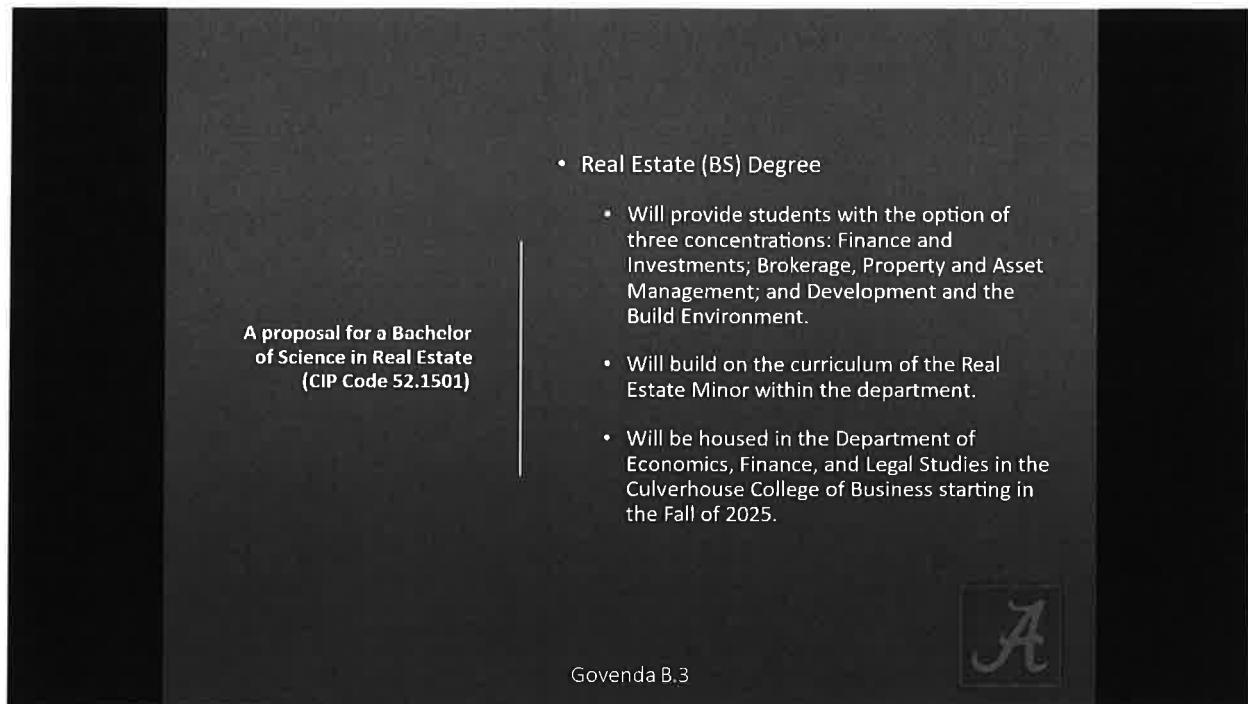 A proposal for a Bachelor
of Science in Real Estate
(CIP Code 52.1501)
• Real Estate (BS) Degree
• Will provide students with the option of
three concentrations: Finance and
Investments; Brokerage, Property and Asset
Management; and Development and the
Build Environment.
• Will build on the curriculum of the Real
Estate Minor within the department.
• Will be housed in the Department of
Economics, Finance, and Legal Studies in the
Culverhouse College of Business starting in
the Fall of 2025.
A
Govenda B.3